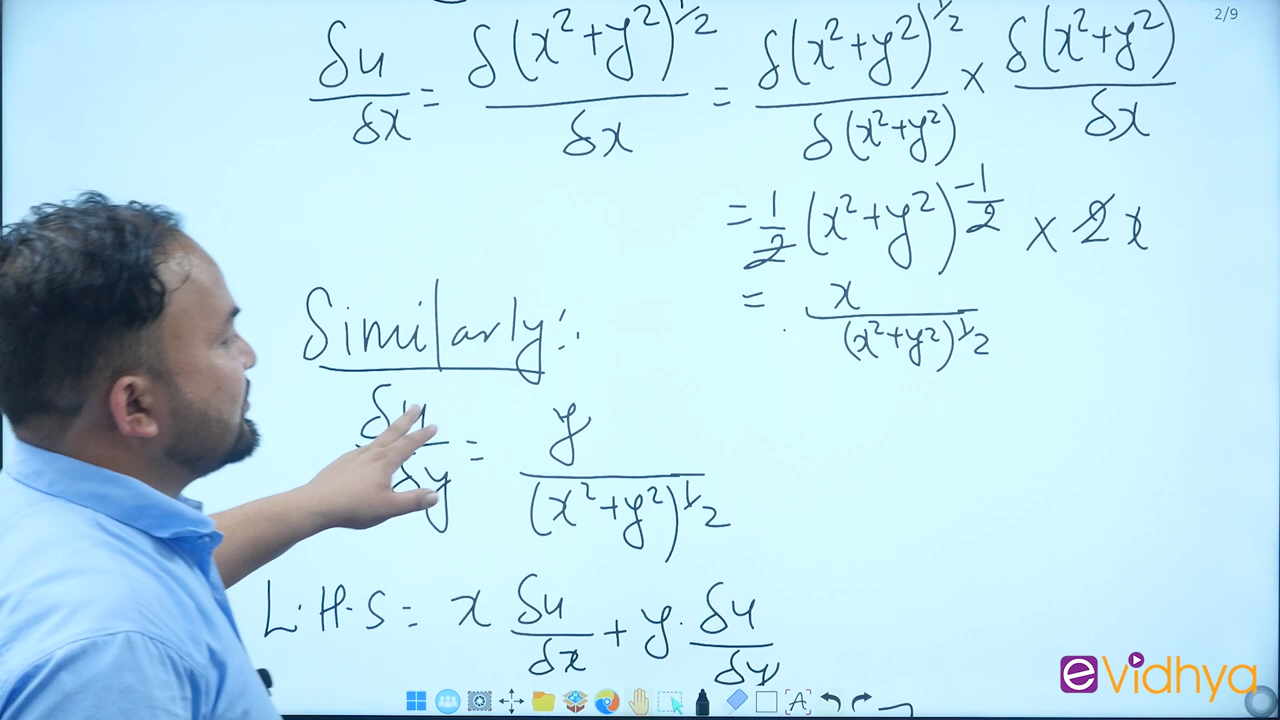 2/9
δu/δx = δ(x²+y²)^1/2 / δx = δ(x²+y²)^1/2 / δ(x²+y²) × δ(x²+y²) / δx
= 1/2 (x²+y²)^-1/2 × 2x
= x / (x²+y²)^1/2
Similarly:
δu/δy = y / (x²+y²)^1/2
L.H.S = x δu/δx + y. δu/δy
eVidhya